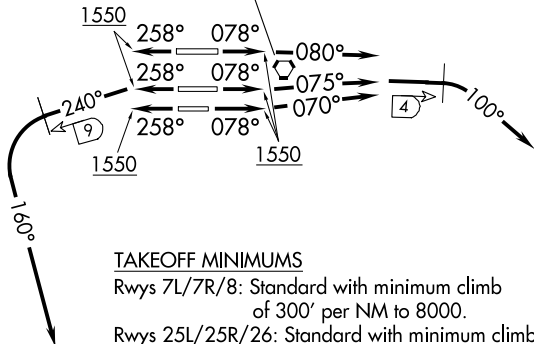 1550
258° 078° 080°
258° 078° 075°
240° 070° 4
9 258° 078° 100°
1550 1550
160°
TAKEOFF MINIMUMS
Rwys 7L/7R/8: Standard with minimum climb
of 300' per NM to 8000.
Rwys 25L/25R/26: Standard with minimum climb